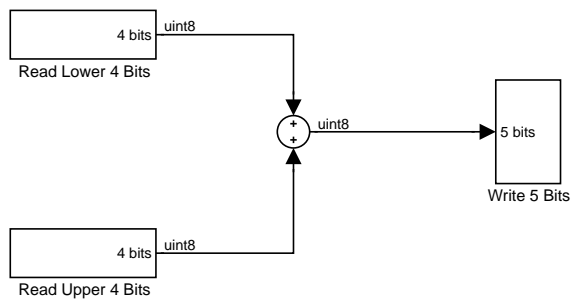 4 bits
uint8
Read Lower 4 Bits
+
+
uint8
5 bits
Write 5 Bits
4 bits
uint8
Read Upper 4 Bits